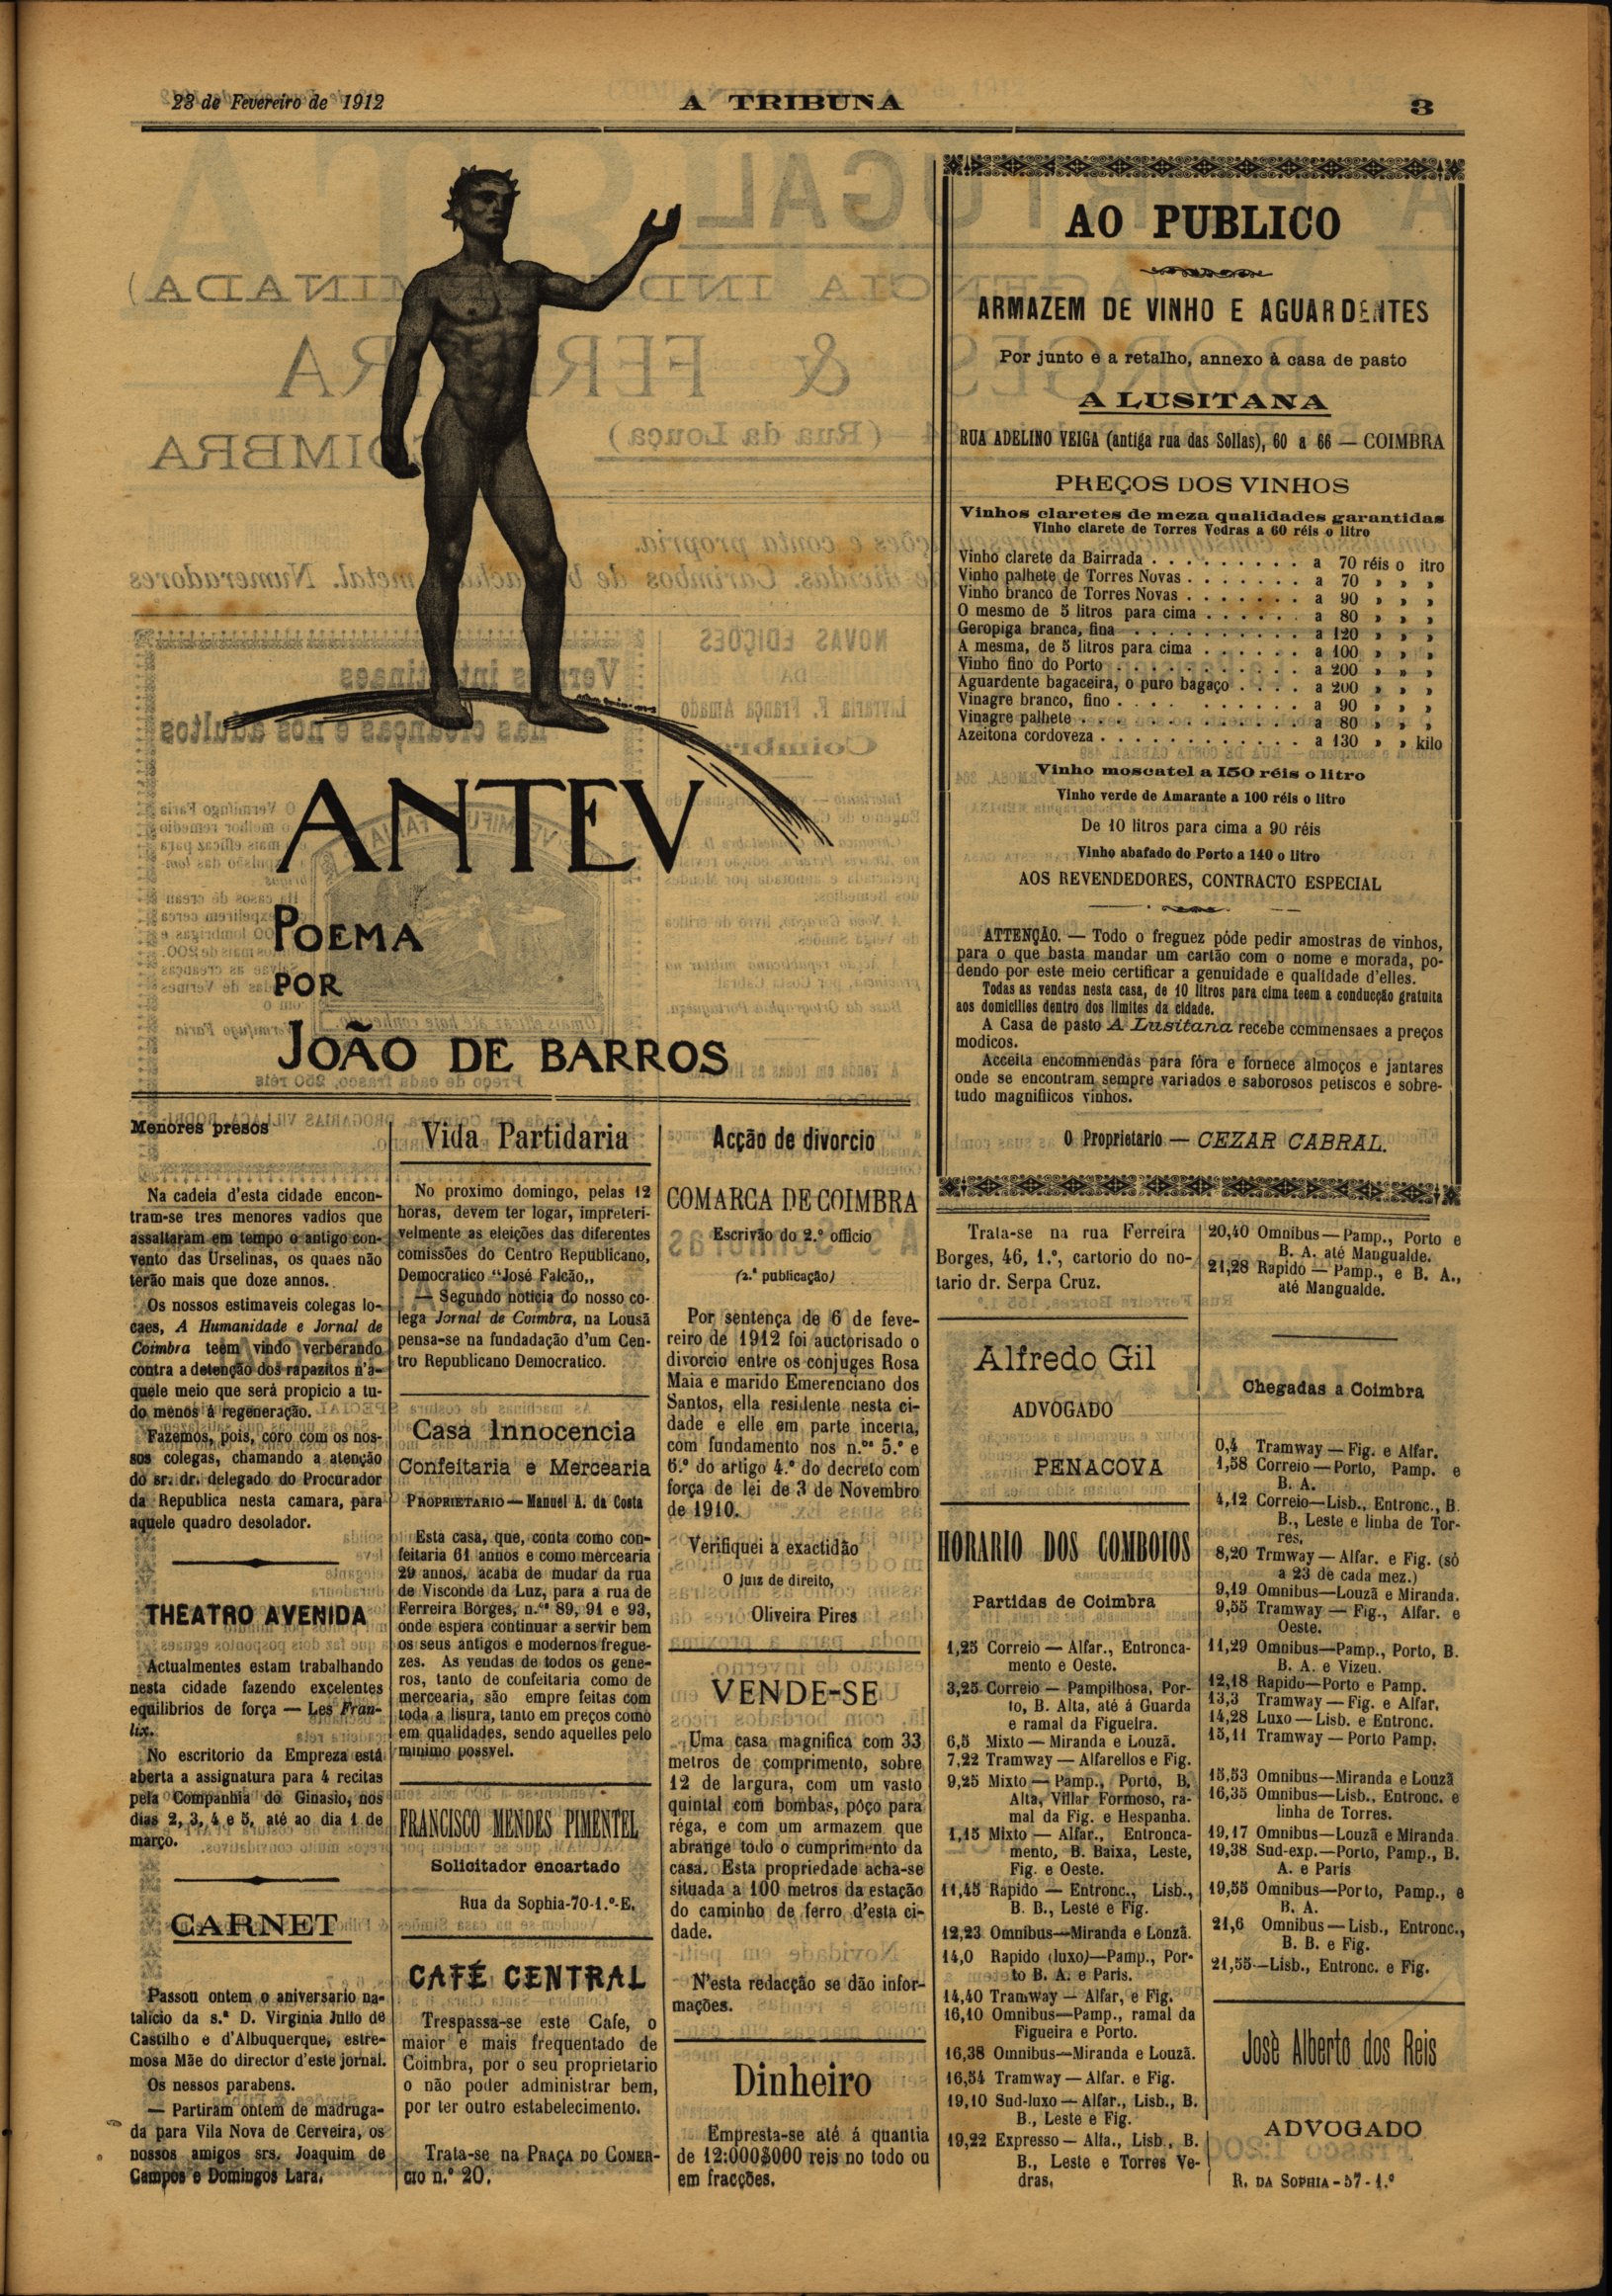 23 de Fevereiro de 1912
A TRIBUNA
3
ANTEV
POEMA
POR
JOÃO DE BARROS
Menores presos
Na cadeia d'esta cidade encon-
tram-se tres menores vadios que
assaltaram em tempo o antigo con-
vento das Urselinas, os quaes não
terão mais que doze annos.
Os nossos estimaveis colegas lo-
caes, A Humanidade e Jornal de
Coimbra teem vindo verberando
contra a detenção dos rapazitos n'a-
quele meio que será propicio a tu-
do menos á regeneração.
Fazemos, pois, côro com os nos-
sos colegas, chamando a atenção
do sr. dr. delegado do Procurador
da Republica nesta camara, para
aquele quadro desolador.
THEATRO AVENIDA
Actualmentes estam trabalhando
nesta cidade fazendo excelentes
equilibrios de força — Les Fran-
lix.
No escritorio da Empreza está
aberta a assignatura para 4 recitas
pela Companhia do Ginasio, nos
dias 2, 3, 4 e 5, até ao dia 1 de
março.
CARNET
Passou ontem o aniversario na-
talicio da s.ª D. Virginia Julio de
Castilho e d'Albuquerque, estre-
mosa Mãe do director d'este jornal.
Os nessos parabens.
— Partiram ontem de madruga-
da para Vila Nova de Cerveira, os
nossos amigos srs. Joaquim de
Campos e Domingos Lara.
Vida Partidaria
No proximo domingo, pelas 12
horas, devem ter logar, impreteri-
velmente as eleições das diferentes
comissões do Centro Republicano,
Democratico “José Falcão„
— Segundo noticia do nosso co-
lega Jornal de Coimbra, na Lousã
pensa-se na fundadação d'um Cen-
tro Republicano Democratico.
Casa Innocencia
Confeitaria e Mercearia
PROPRIETARIO — Manuel A. da Costa
Esta casa, que, conta como con-
feitaria 61 annos e como mercearia
29 annos, acaba de mudar da rua
de Visconde da Luz, para a rua de
Ferreira Borges, n.ºs 89, 91 e 93,
onde espera continuar a servir bem
os seus antigos e modernos fregue-
zes. As vendas de todos os gene-
ros, tanto de confeitaria como de
mercearia, são empre feitas com
toda a lisura, tanto em preços como
em qualidades, sendo aquelles pelo
minimo possvel.
FRANCISCO MENDES PIMENTEL
Solicitador encartado
Rua da Sophia-70-1.º-E.
CAFÉ CENTRAL
Trespassa-se este Cafe, o
maior e mais frequentado de
Coimbra, por o seu proprietario
o não poder administrar bem,
por ter outro estabelecimento.
Trata-se na PRAÇA DO COMER-
CIO n.º 20.
Acção de divorcio
COMARCA DE COIMBRA
Escrivão do 2.º officio
(2.ª publicação)
Por sentença de 6 de feve-
reiro de 1912 foi auctorisado o
divorcio entre os conjuges Rosa
Maia e marido Emerenciano dos
Santos, ella residente nesta ci-
dade e elle em parte incerta,
com fundamento nos n.ºs 5.º e
6.º do artigo 4.º do decreto com
força de lei de 3 de Novembro
de 1910.
Verifiquei a exactidão
O juiz de direito,
Oliveira Pires
VENDE-SE
Uma casa magnifica com 33
metros de comprimento, sobre
12 de largura, com um vasto
quintal com bombas, pôço para
réga, e com um armazem que
abrange todo o cumprimento da
casa. Esta propriedade acha-se
situada a 100 metros da estação
do caminho de ferro d'esta ci-
dade.
N'esta redacção se dão infor-
mações.
Dinheiro
Empresta-se até á quantia
de 12:000$000 reis no todo ou
em fracções.
AO PUBLICO
ARMAZEM DE VINHO E AGUARDENTES
Por junto e a retalho, annexo à casa de pasto
A LUSITANA
RUA ADELINO VEIGA (antiga rua das Sollas), 60 a 66 — COIMBRA
PREÇOS DOS VINHOS
Vinhos claretes de meza qualidades garantidas
Vinho clarete de Torres Vedras a 60 réis o litro
Vinho clarete da Bairrada . . . . . . . . . . a 70 réis o itro
Vinho palhete de Torres Novas . . . . . . . a 70 » » »
Vinho branco de Torres Novas . . . . . . . a 90 » » »
O mesmo de 5 litros para cima . . . . . . a 80 » » »
Geropiga branca, fina . . . . . . . . . . a 120 » » »
A mesma, de 5 litros para cima . . . . . . a 100 » » »
Vinho fino do Porto . . . . . . . . . . . a 200 » » »
Aguardente bagaceira, o puro bagaço . . . . a 200 » » »
Vinagre branco, fino . . . . . . . . . . a 90 » » »
Vinagre palhete . . . . . . . . . . . . a 80 » » »
Azeitona cordoveza . . . . . . . . . . . . a 130 » » kilo
Vinho moscatel a 150 réis o litro
Vinho verde de Amarante a 100 réis o litro
De 10 litros para cima a 90 réis
Vinho abafado do Porto a 140 o litro
AOS REVENDEDORES, CONTRACTO ESPECIAL
ATTENÇÃO. — Todo o freguez póde pedir amostras de vinhos,
para o que basta mandar um cartão com o nome e morada, po-
dendo por este meio certificar a genuidade e qualidade d'elles.
Todas as vendas nesta casa, de 10 litros para cima teem a conducção gratuita
aos domicilies dentro dos limites da cidade.
A Casa de pasto A Lusitana recebe commensaes a preços
modicos.
Acceita encommendas para fóra e fornece almoços e jantares
onde se encontram sempre variados e saborosos petiscos e sobre-
tudo magnifiicos vinhos.
O Proprietario — CEZAR CABRAL.
Trata-se na rua Ferreira
Borges, 46, 1.º, cartorio do no-
tario dr. Serpa Cruz.
Alfredo Gil
ADVOGADO
PENACOVA
HORARIO DOS COMBOIOS
Partidas de Coimbra
1,25 Correio — Alfar., Entronca-
mento e Oeste.
3,25 Correio — Pampilhosa, Por-
to, B. Alta, até á Guarda
e ramal da Figueira.
6,5 Mixto — Miranda e Louzã.
7,22 Tramway — Alfarellos e Fig.
9,25 Mixto — Pamp., Porto, B.
Alta, Villar Formoso, ra-
mal da Fig. e Hespanha.
1,15 Mixto — Alfar., Entronca-
mento, B. Baixa, Leste,
Fig. e Oeste.
11,45 Rapido — Entronc., Lisb.,
B. B., Leste e Fig.
12,23 Omnibus—Miranda e Lonzã.
14,0 Rapido (luxo)—Pamp., Por-
to B. A. e Paris.
14,40 Tramway — Alfar, e Fig.
16,10 Omnibus—Pamp., ramal da
Figueira e Porto.
16,38 Omnibus—Miranda e Louzã.
16,54 Tramway — Alfar. e Fig.
19,10 Sud-luxo — Alfar., Lisb., B.
B., Leste e Fig.
19,22 Expresso — Alfa., Lisb., B.
B., Leste e Torres Ve-
dras,
20,40 Omnibus — Pamp., Porto e
B. A. até Mangualde.
21,28 Rapido — Pamp., e B. A.,
até Mangualde.
Chegadas a Coimbra
0,4 Tramway — Fig. e Alfar.
1,58 Correio — Porto, Pamp. e
B. A.
4,12 Correio—Lisb., Entronc., B.
B., Leste e linha de Tor-
res.
8,20 Trmway — Alfar. e Fig. (só
a 23 de cada mez.)
9,19 Omnibus—Louzã e Miranda.
9,55 Tramway — Fig., Alfar. e
Oeste.
11,29 Omnibus—Pamp., Porto, B.
B. A. e Vizeu.
12,18 Rapido—Porto e Pamp.
13,3 Tramway — Fig. e Alfar.
14,28 Luxo — Lisb. e Entronc.
15,11 Tramway — Porto Pamp.
15,53 Omnibus—Miranda e Louzã
16,35 Omnibus—Lisb., Entronc. e
linha de Torres.
19,17 Omnibus—Louzã e Miranda.
19,38 Sud-exp.—Porto, Pamp., B.
A. e Paris
19,55 Omnibus—Porto, Pamp., e
B. A.
21,6 Omnibus — Lisb., Entronc.,
B. B. e Fig.
21,55—Lisb., Entronc. e Fig.
Josè Alberto dos Reis
ADVOGADO
R. DA SOPHIA - 57 - 1.º